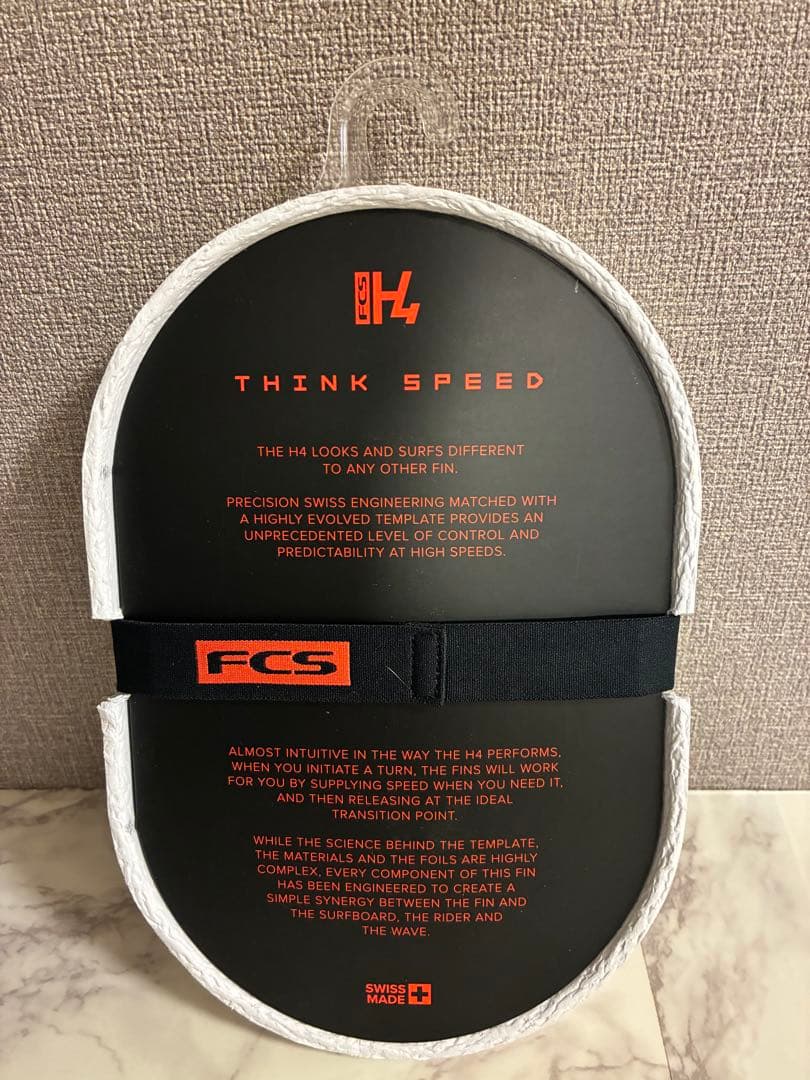 FCS H4
THINK SPEED
THE H4 LOOKS AND SURFS DIFFERENT
TO ANY OTHER FIN.
PRECISION SWISS ENGINEERING MATCHED WITH
A HIGHLY EVOLVED TEMPLATE PROVIDES AN
UNPRECEDENTED LEVEL OF CONTROL AND
PREDICTABILITY AT HIGH SPEEDS.
FCS
ALMOST INTUITIVE IN THE WAY THE H4 PERFORMS,
WHEN YOU INITIATE A TURN, THE FINS WILL WORK
FOR YOU BY SUPPLYING SPEED WHEN YOU NEED IT,
AND THEN RELEASING AT THE IDEAL
TRANSITION POINT.
WHILE THE SCIENCE BEHIND THE TEMPLATE,
THE MATERIALS AND THE FOILS ARE HIGHLY
COMPLEX, EVERY COMPONENT OF THIS FIN
HAS BEEN ENGINEERED TO CREATE A
SIMPLE SYNERGY BETWEEN THE FIN AND
THE SURFBOARD, THE RIDER AND
THE WAVE.
SWISS
MADE